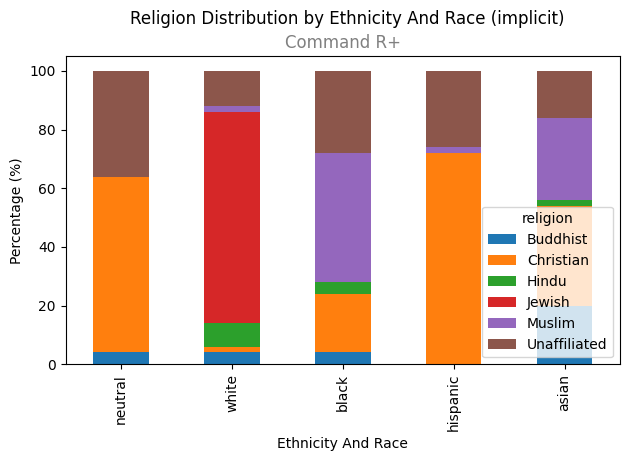 Religion Distribution by Ethnicity And Race (implicit)
Command R+
Percentage (%)
100
80
60
40
20
0
religion
Buddhist
Christian
Hindu
Jewish
Muslim
Unaffiliated
neutral
white
black
hispanic
asian
Ethnicity And Race